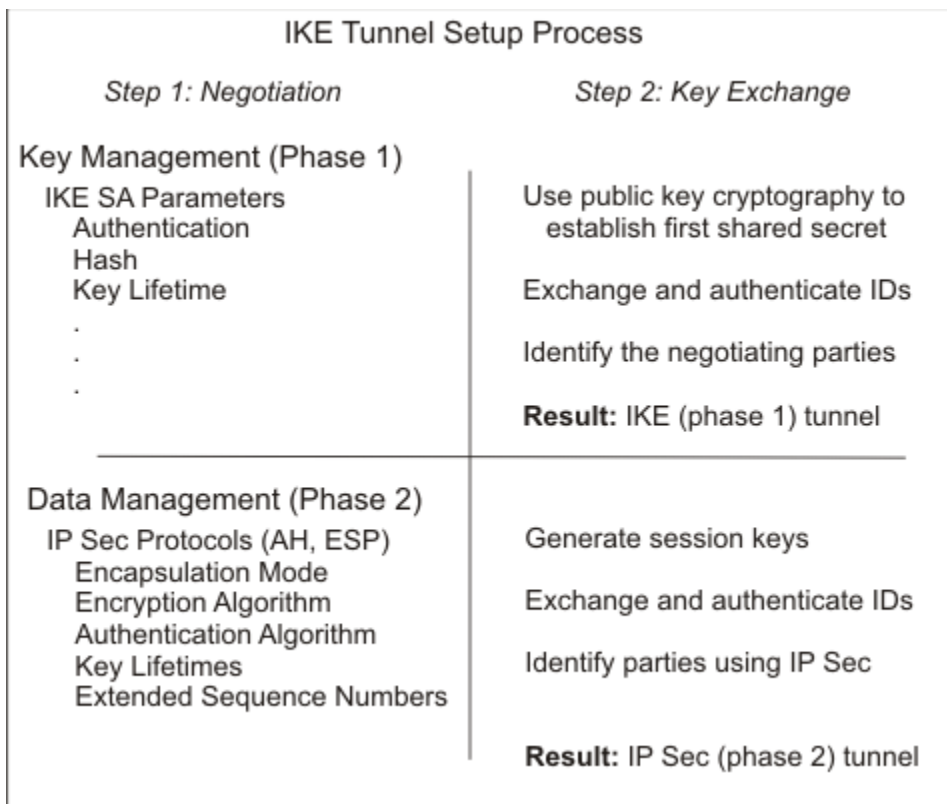 IKE Tunnel Setup Process
Step 1: Negotiation
Step 2: Key Exchange
Key Management (Phase 1)
IKE SA Parameters
Authentication
Hash
Key Lifetime
.
.
.
Use public key cryptography to
establish first shared secret
Exchange and authenticate IDs
Identify the negotiating parties
Result: IKE (phase 1) tunnel
Data Management (Phase 2)
IP Sec Protocols (AH, ESP)
Encapsulation Mode
Encryption Algorithm
Authentication Algorithm
Key Lifetimes
Extended Sequence Numbers
Generate session keys
Exchange and authenticate IDs
Identify parties using IP Sec
Result: IP Sec (phase 2) tunnel